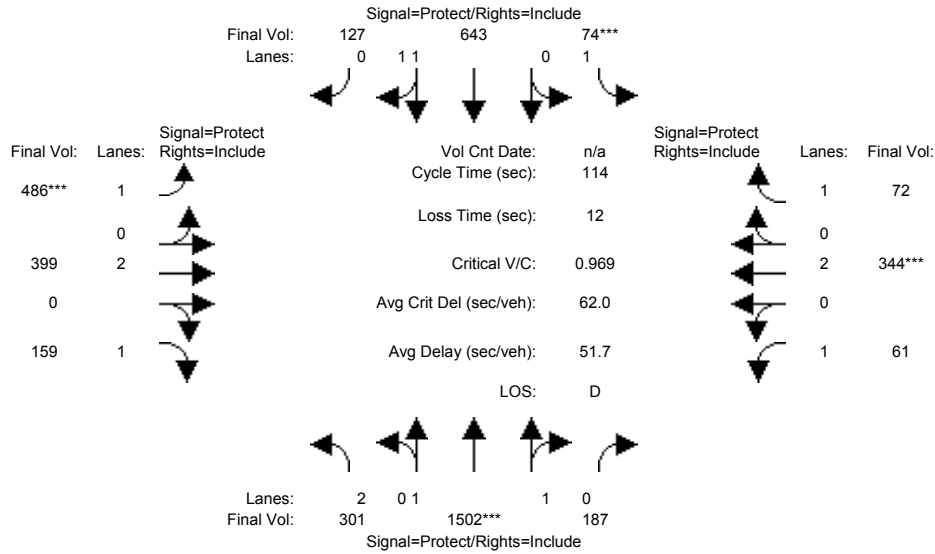 Signal=Protect/Rights=Include
Final Vol: 127 643 74***
Lanes: 0 1 1 0 1
Signal=Protect Signal=Protect
Final Vol: Lanes: Rights=Include Vol Cnt Date: n/a Rights=Include Lanes: Final Vol:
Cycle Time (sec): 114
486*** 1 1 72
Loss Time (sec): 12
0 0
399 2 Critical V/C: 0.969 2 344***
0 0 Avg Crit Del (sec/veh): 62.0 0
159 1 Avg Delay (sec/veh): 51.7 1 61
LOS: D
Lanes: 2 0 1 1 0
Final Vol: 301 1502*** 187
Signal=Protect/Rights=Include